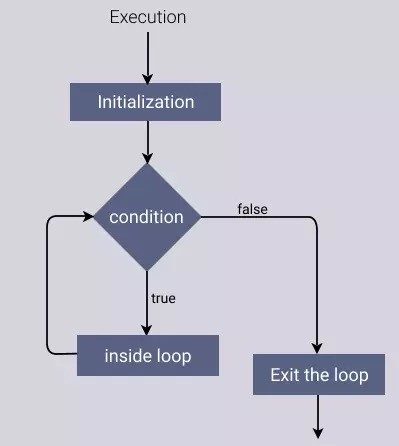 Execution
Initialization
condition
false
true
inside loop
Exit the loop